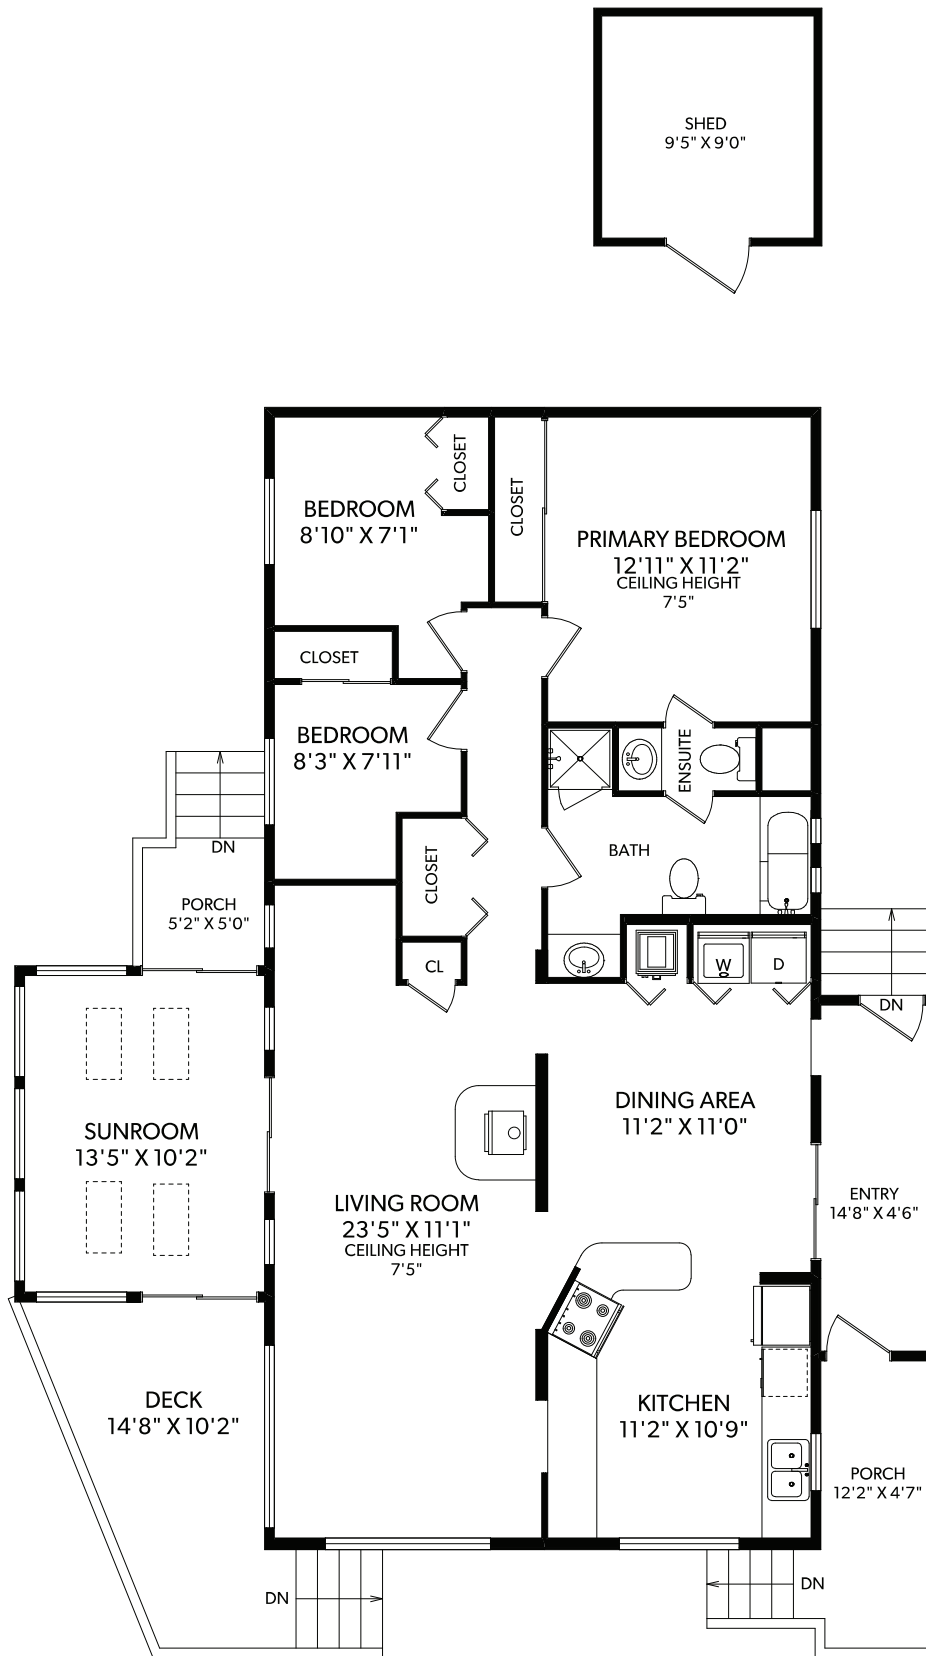 SHED
9'5" X 9'0"
CLOSET
CLOSET
BEDROOM
8'10" X 7'1"
PRIMARY BEDROOM
12'11" X 11'2"
CEILING HEIGHT
7'5"
CLOSET
BEDROOM
8'3" X 7'11"
ENSUITE
DN
BATH
CLOSET
PORCH
5'2" X 5'0"
CL
W
D
DN
SUNROOM
13'5" X 10'2"
DINING AREA
11'2" X 11'0"
LIVING ROOM
23'5" X 11'1"
CEILING HEIGHT
7'5"
ENTRY
14'8" X 4'6"
DECK
14'8" X 10'2"
KITCHEN
11'2" X 10'9"
PORCH
12'2" X 4'7"
DN
DN